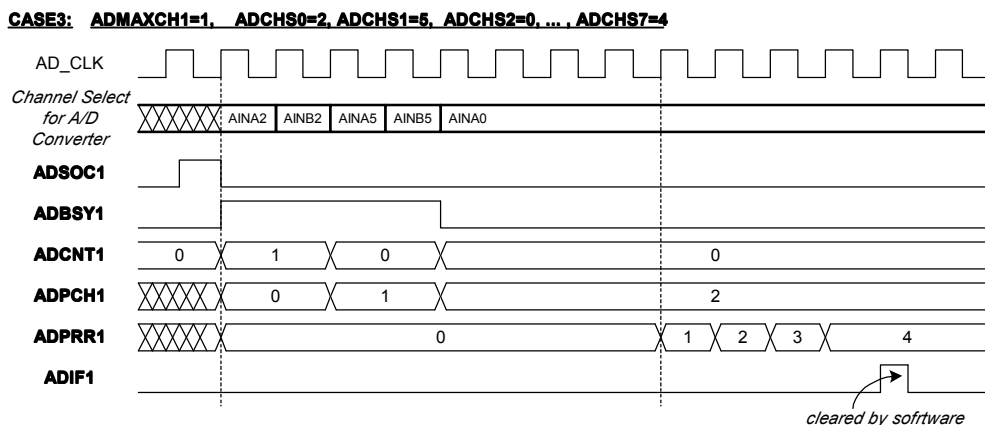 CASE3: ADMAXCH1=1, ADCHS0=2, ADCHS1=5, ADCHS2=0, ... , ADCHS7=4
AD_CLK
Channel Select
for A/D
Converter
AINA2 AINB2 AINA5 AINB5 AINA0
ADSOC1
ADBSY1
ADCNT1 0 1 0 0
ADPCH1 0 1 2
ADPRR1 0 1 2 3 4
ADIF1
cleared by sofrtware